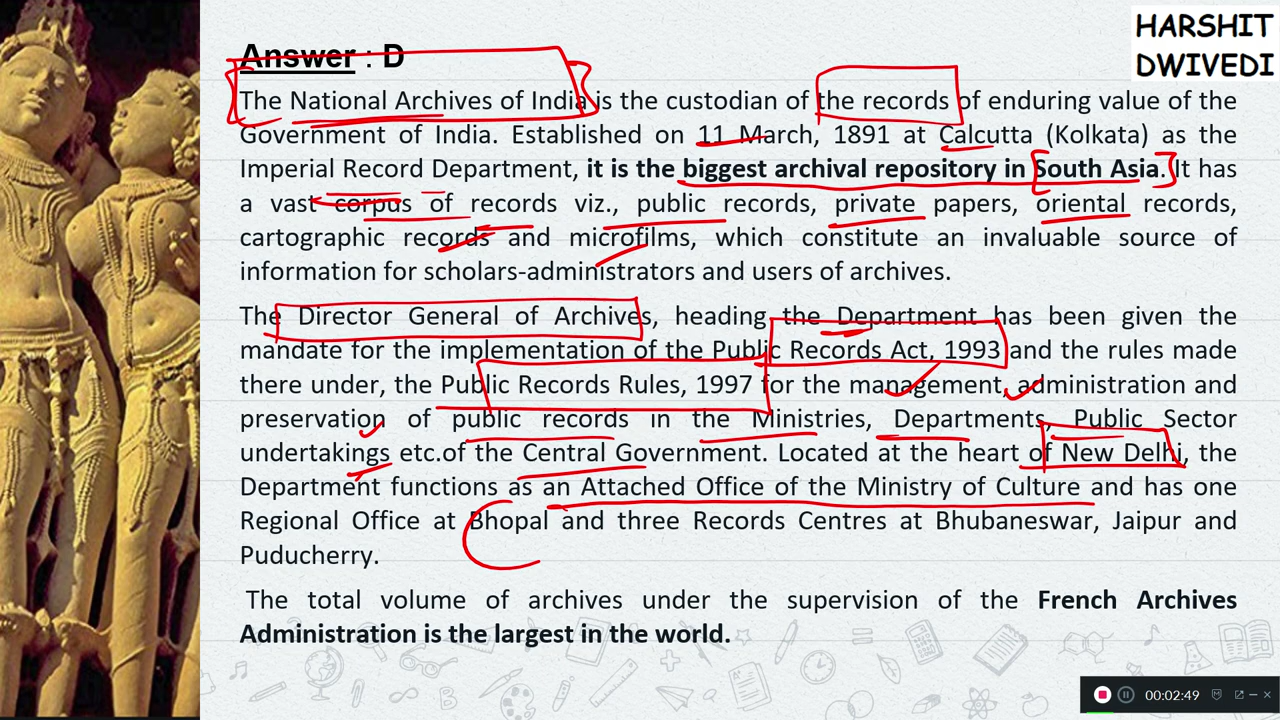 HARSHIT
DWIVEDI
Answer : D
The National Archives of India is the custodian of the records of enduring value of the
Government of India. Established on 11 March, 1891 at Calcutta (Kolkata) as the
Imperial Record Department, it is the biggest archival repository in South Asia. It has
a vast corpus of records viz., public records, private papers, oriental records,
cartographic records and microfilms, which constitute an invaluable source of
information for scholars-administrators and users of archives.
The Director General of Archives, heading the Department has been given the
mandate for the implementation of the Public Records Act, 1993 and the rules made
there under, the Public Records Rules, 1997 for the management, administration and
preservation of public records in the Ministries, Departments, Public Sector
undertakings etc.of the Central Government. Located at the heart of New Delhi, the
Department functions as an Attached Office of the Ministry of Culture and has one
Regional Office at Bhopal and three Records Centres at Bhubaneswar, Jaipur and
Puducherry.
The total volume of archives under the supervision of the French Archives
Administration is the largest in the world.
00:02:49